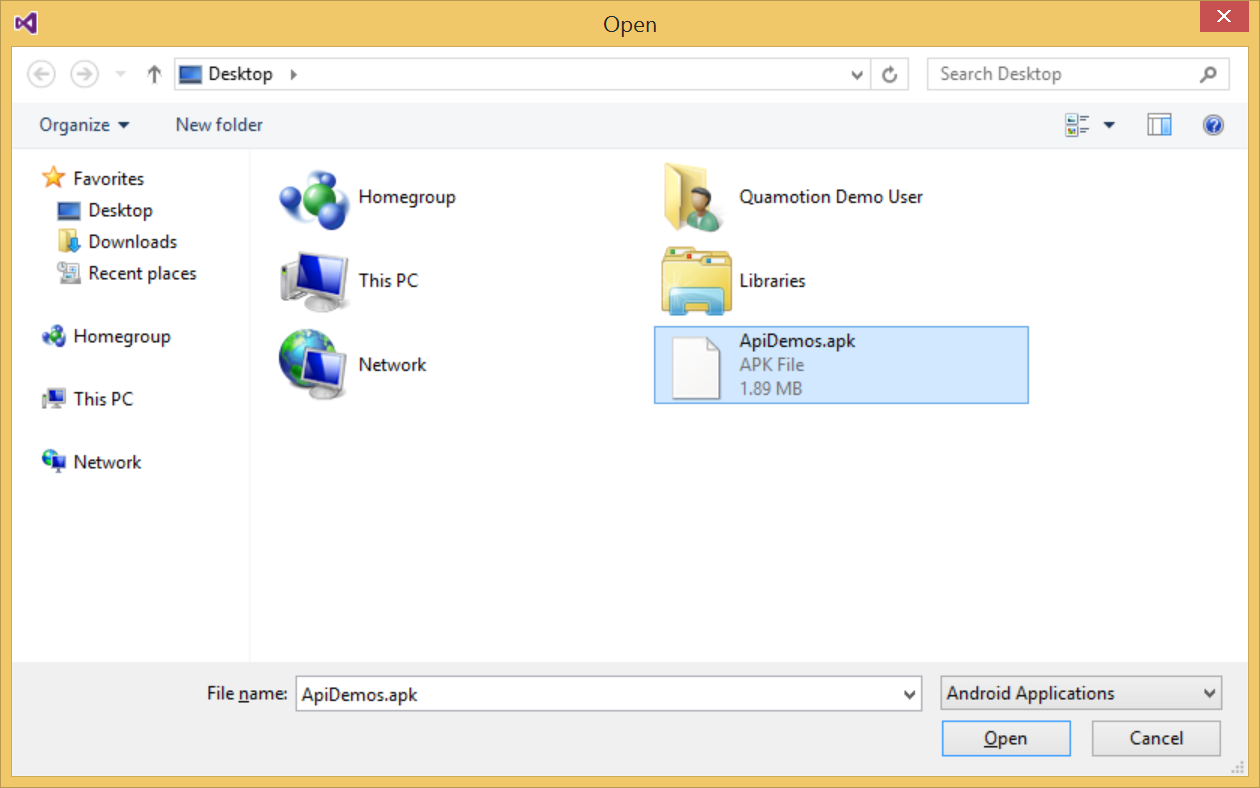 Open
Desktop
Search Desktop
Organize
New folder
Favorites
Desktop
Downloads
Recent places
Homegroup
This PC
Network
Homegroup
Quamotion Demo User
This PC
Libraries
Network
ApiDemos.apk
APK File
1.89 MB
File name:
ApiDemos.apk
Android Applications
Open
Cancel